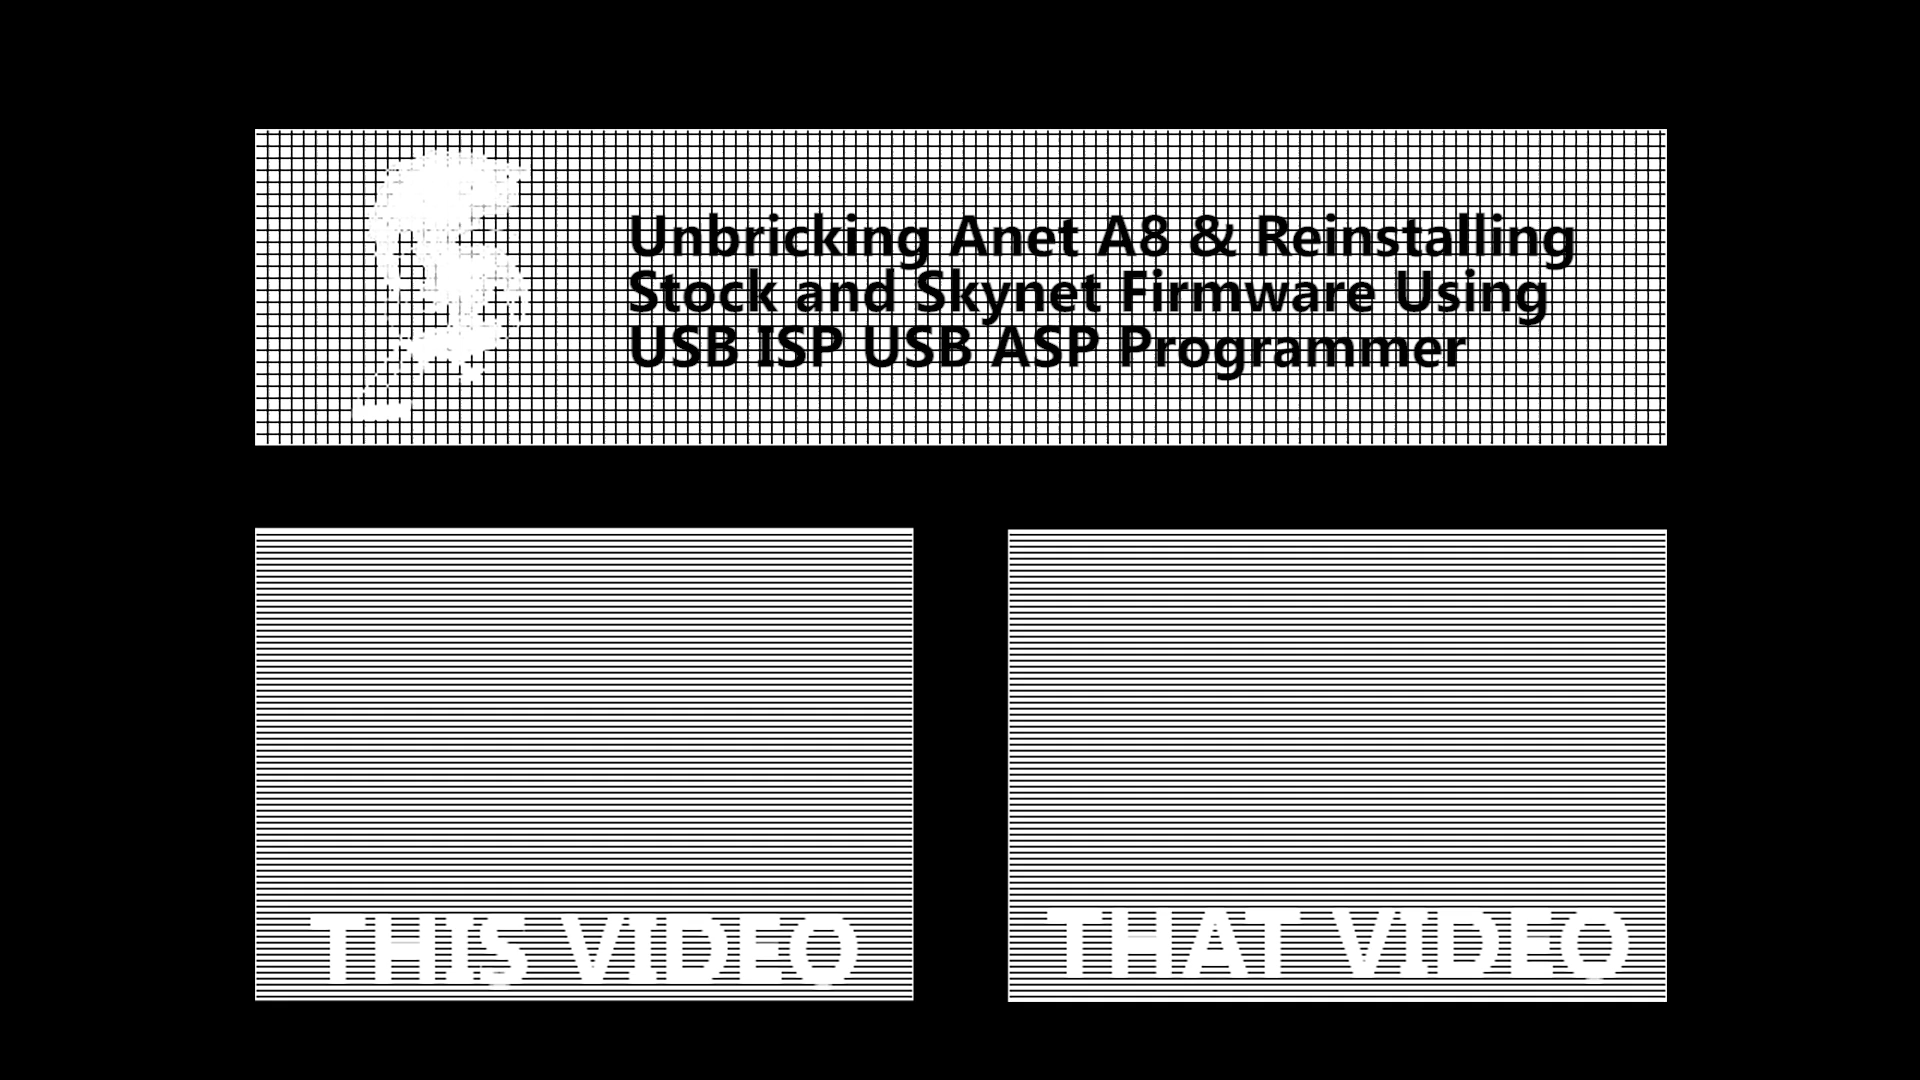 Unbricking Anet A8 & Reinstalling
Stock and Skynet Firmware Using
USB ISP USB ASP Programmer
THIS VIDEO
THAT VIDEO